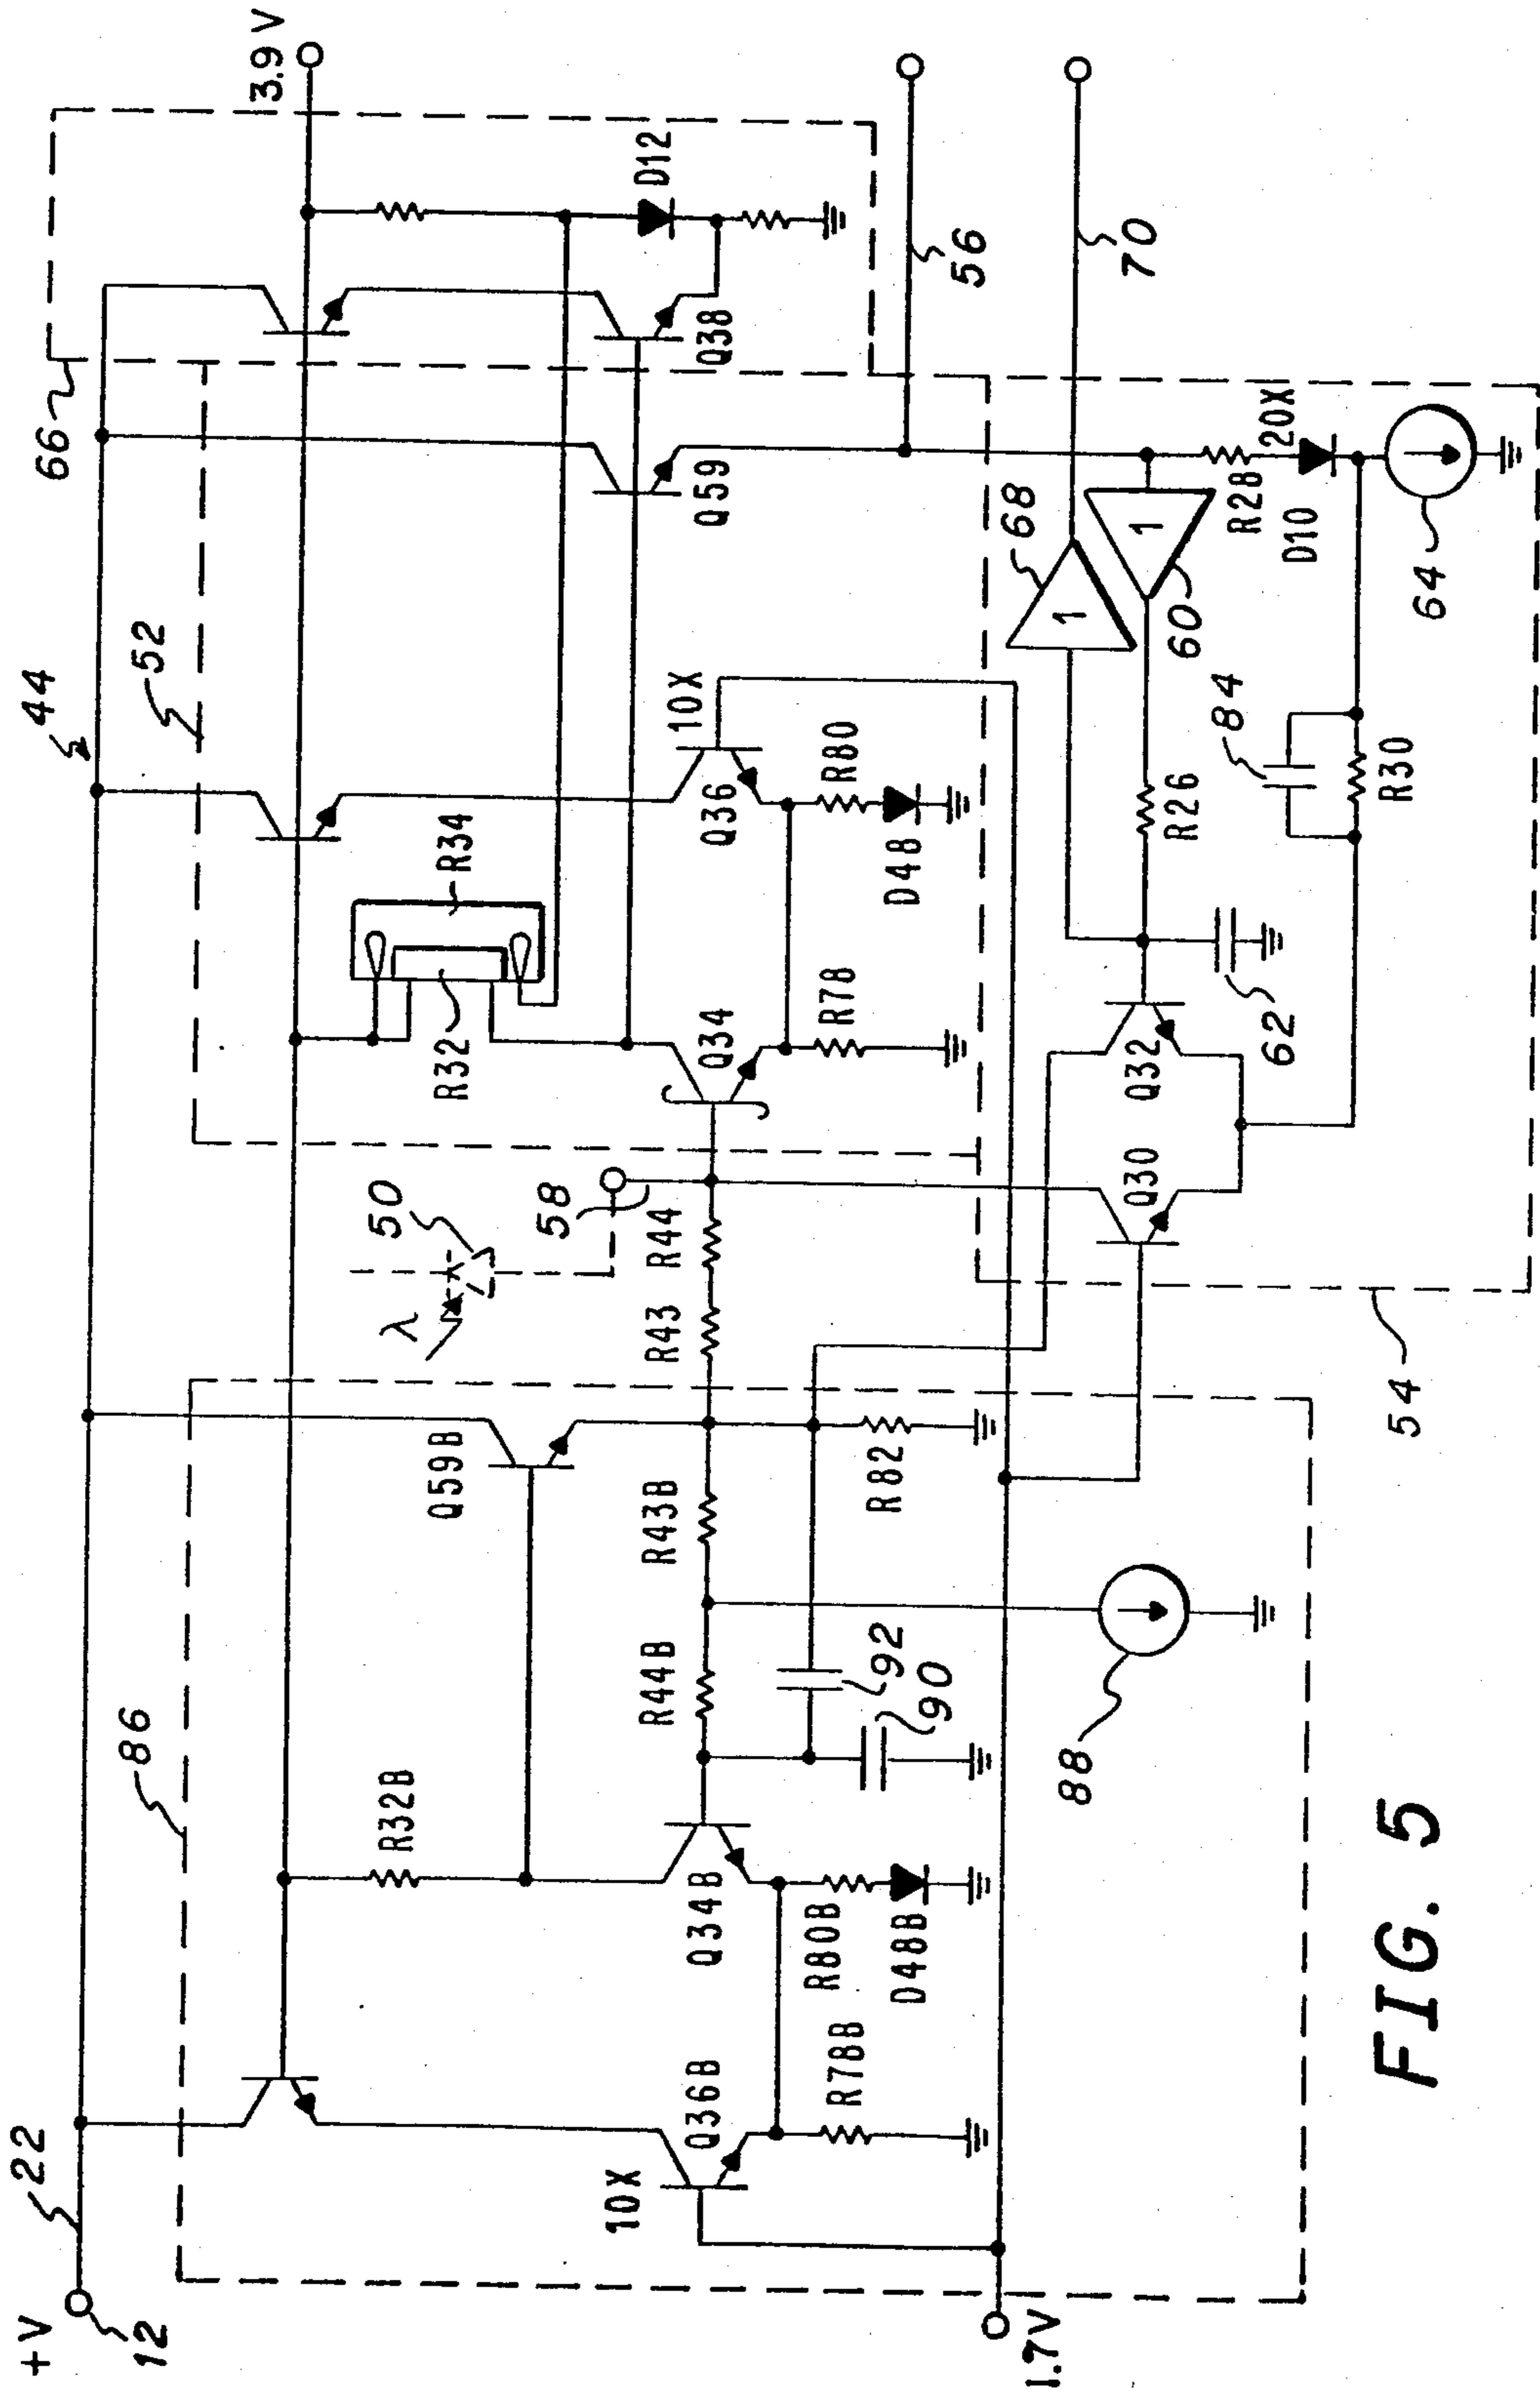 +V
12
22
44
66
3.9 V
52
86
R32B
Q59B
λ
50
58
R32
R34
Q59
Q38
D12
10X
Q36B
R78B
Q34B
R80B
D48B
R44B
R43B
R43
R44
Q34
R78
Q36
10X
R80
D48
92
90
R82
56
70
1.7V
88
54
Q30
Q32
62
R26
68
1
1
60
R28
D10
20X
84
R30
64
FIG. 5